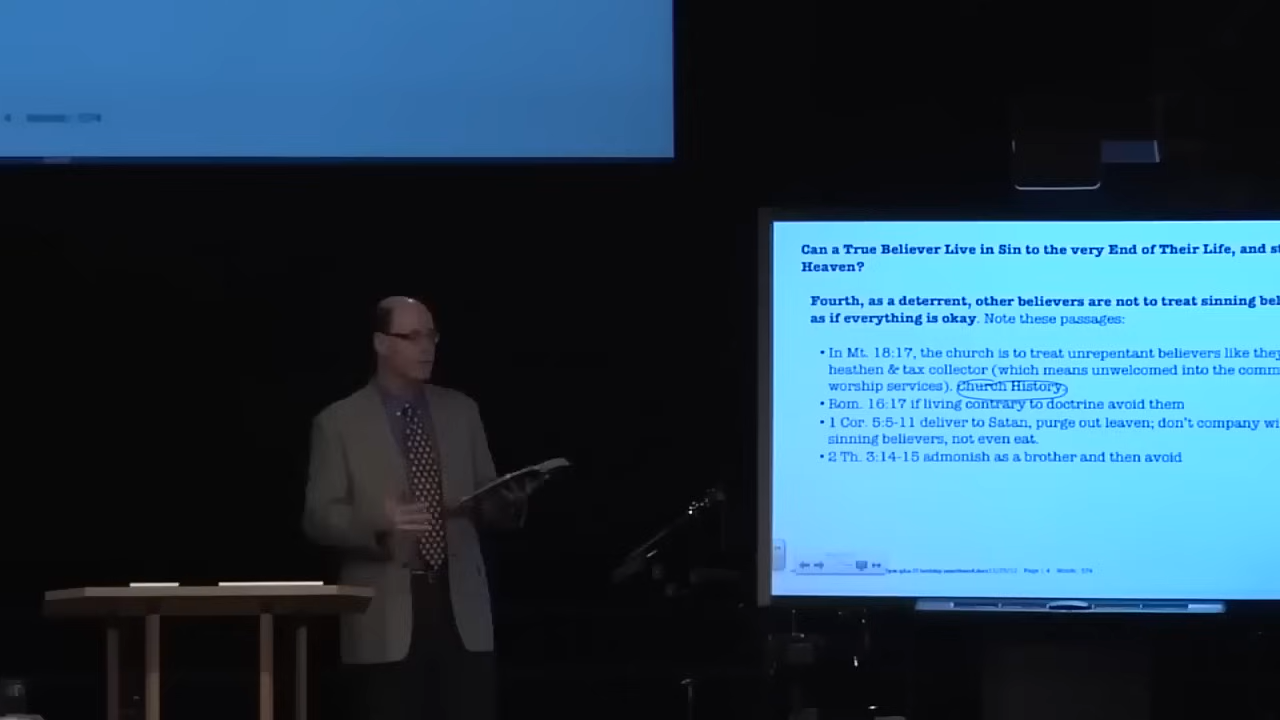 Can a True Believer Live in Sin to the very End of Their Life, and
Heaven?
Fourth, as a deterrent, other believers are not to treat sinning
as if everything is okay. Note these passages:
• In Mt. 18:17, the church is to treat unrepentant believers like
heathen & tax collector (which means unwelcomed into the
worship services). Church History
• Rom. 16:17 if living contrary to doctrine avoid them
• 1 Cor. 5:5-11 deliver to Satan, purge out leaven; don't company
sinning believers, not even eat.
• 2 Th. 3:14-15 admonish as a brother and then avoid